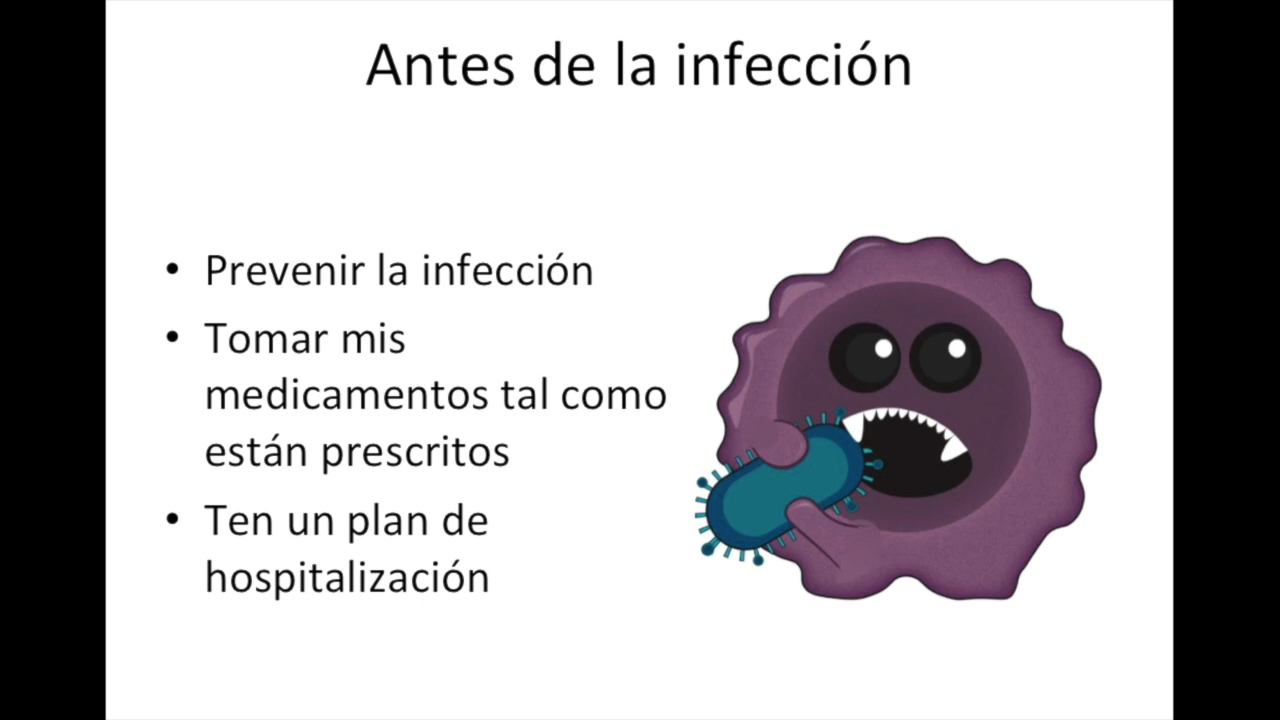 Antes de la infección
• Prevenir la infección
• Tomar mis
medicamentos tal como
están prescritos
• Ten un plan de
hospitalización